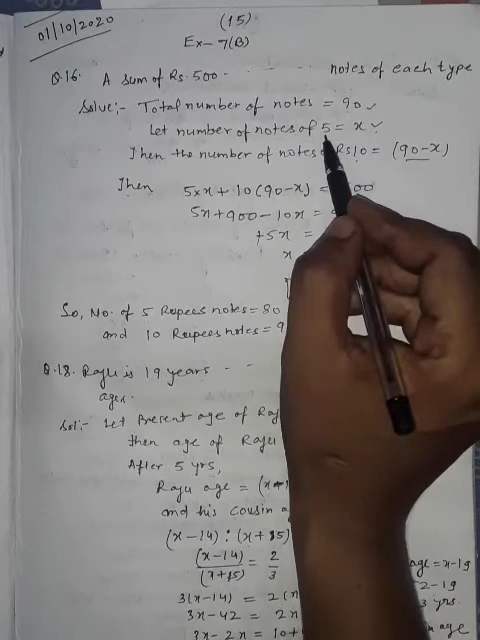 01/10/2020
(15)
Ex- 7(B)
Q.16. A sum of Rs. 500 - - - - - notes of each type
Solve:- Total number of notes = 90 ✓
Let number of notes of 5 = x ✓
Then the number of notes Rs10 = (90-x)
Then 5xx + 10(90-x) = 00
5x+900-10x =
+5x =
x
So, No. of 5 Rupees notes = 80
and 10 Rupees notes = 9
Q.18. Raju is 19 years - -
ages.
Sol:- Let Present age of Raj
then age of Raju
After 5 yrs,
Raju age = (x-1
and his cousin a
(x-14) : (x+15)
(x-14)/(x+15) = 2/3
age = x-19
3(x-14) = 2(x
2-19
3x-42 = 2x
3 yrs.
3x-2x = 10+
age